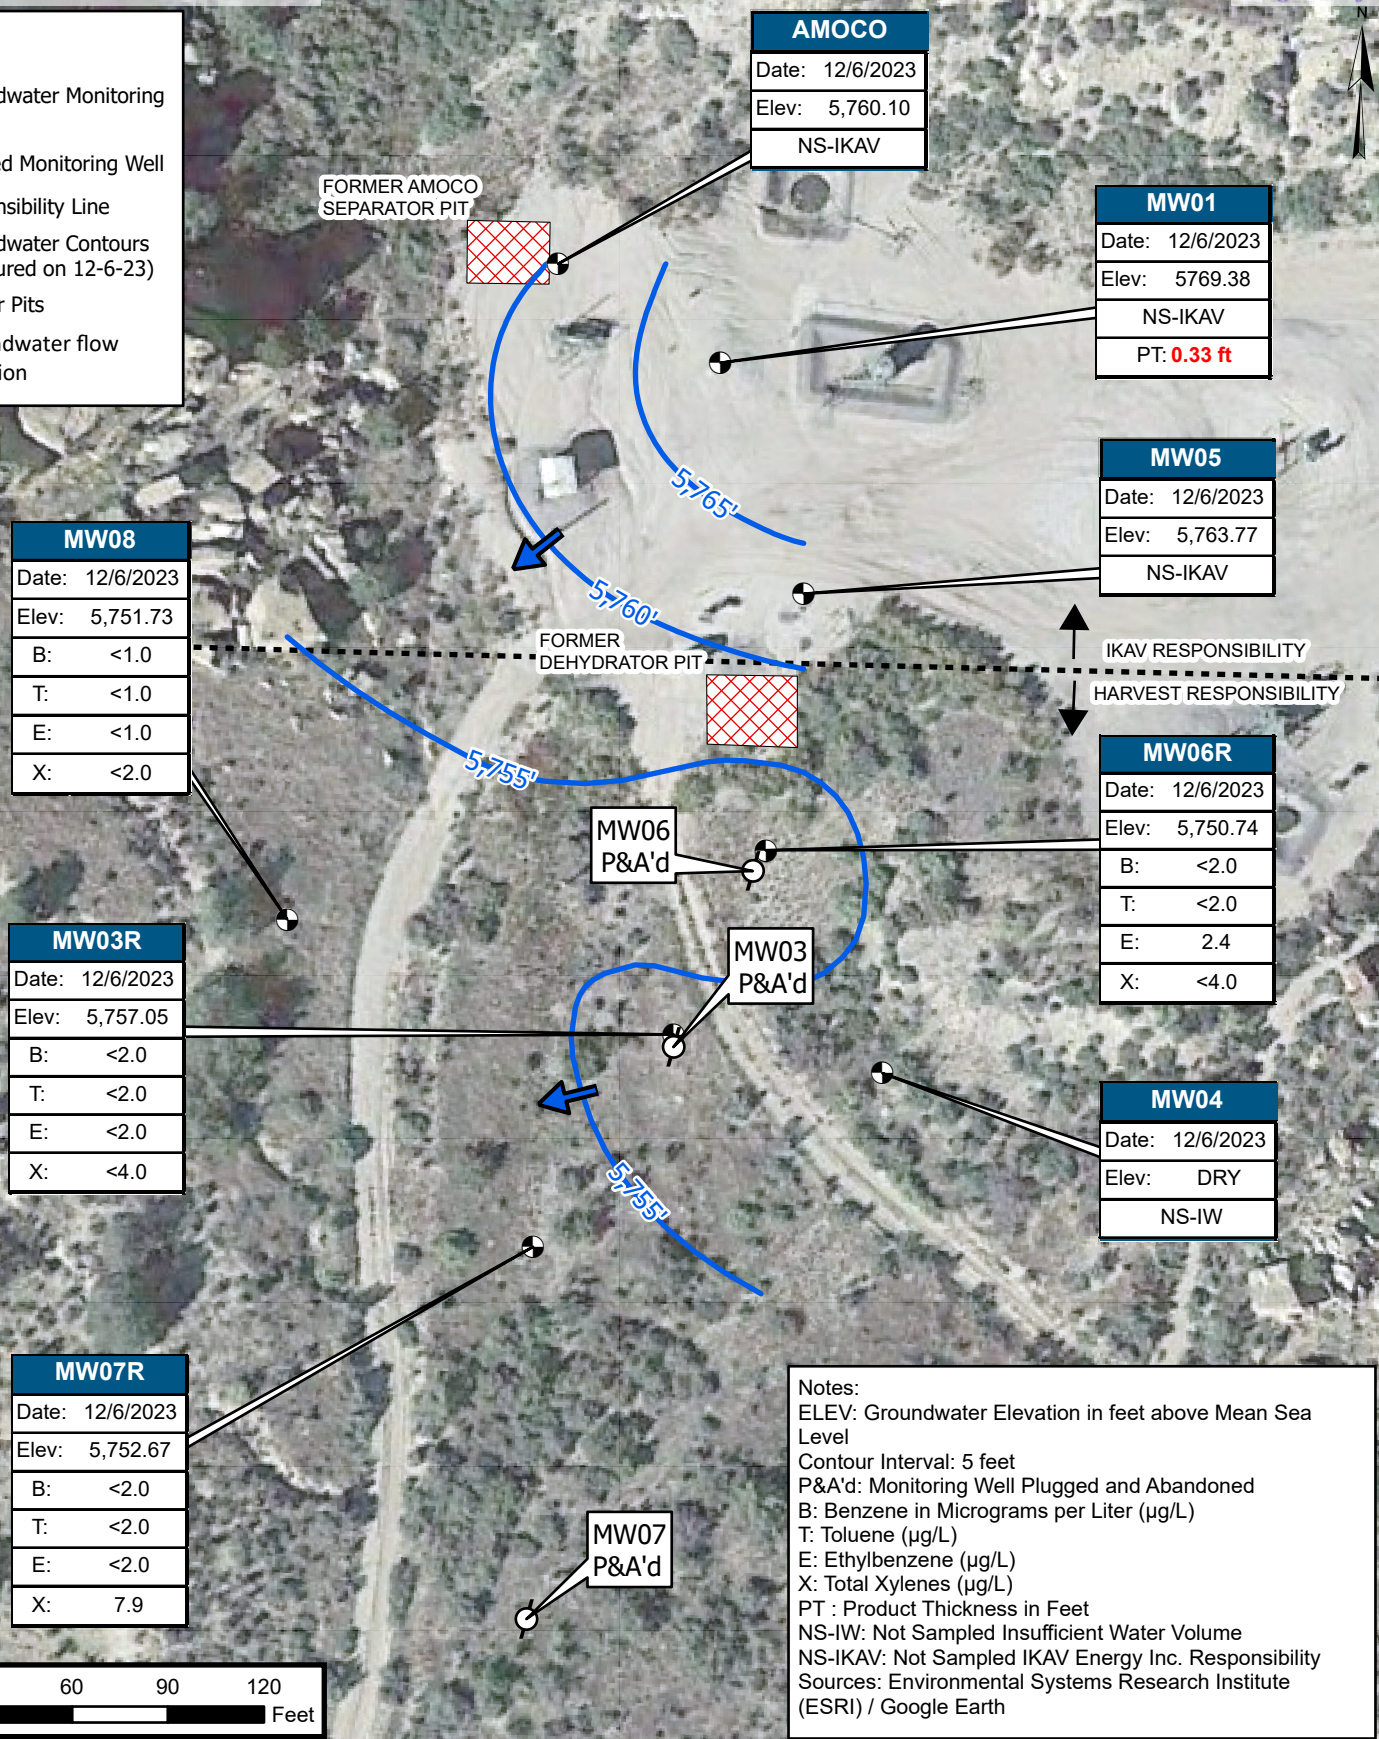 N
AMOCO
Date: 12/6/2023
Elev: 5,760.10
NS-IKAV
dwater Monitoring
d Monitoring Well
nsibility Line
dwater Contours
ured on 12-6-23)
r Pits
ndwater flow
ion
FORMER AMOCO
SEPARATOR PIT
MW01
Date: 12/6/2023
Elev: 5769.38
NS-IKAV
PT: 0.33 ft
MW05
Date: 12/6/2023
Elev: 5,763.77
NS-IKAV
5,765'
5,760'
MW08
Date: 12/6/2023
Elev: 5,751.73
B: <1.0
T: <1.0
E: <1.0
X: <2.0
FORMER
DEHYDRATOR PIT
IKAV RESPONSIBILITY
HARVEST RESPONSIBILITY
5,755'
MW06R
Date: 12/6/2023
Elev: 5,750.74
B: <2.0
T: <2.0
E: 2.4
X: <4.0
MW06
P&A'd
MW03
P&A'd
MW03R
Date: 12/6/2023
Elev: 5,757.05
B: <2.0
T: <2.0
E: <2.0
X: <4.0
MW04
Date: 12/6/2023
Elev: DRY
NS-IW
5,755'
MW07R
Date: 12/6/2023
Elev: 5,752.67
B: <2.0
T: <2.0
E: <2.0
X: 7.9
MW07
P&A'd
Notes:
ELEV: Groundwater Elevation in feet above Mean Sea
Level
Contour Interval: 5 feet
P&A'd: Monitoring Well Plugged and Abandoned
B: Benzene in Micrograms per Liter (µg/L)
T: Toluene (µg/L)
E: Ethylbenzene (µg/L)
X: Total Xylenes (µg/L)
PT : Product Thickness in Feet
NS-IW: Not Sampled Insufficient Water Volume
NS-IKAV: Not Sampled IKAV Energy Inc. Responsibility
Sources: Environmental Systems Research Institute
(ESRI) / Google Earth
60 90 120
Feet